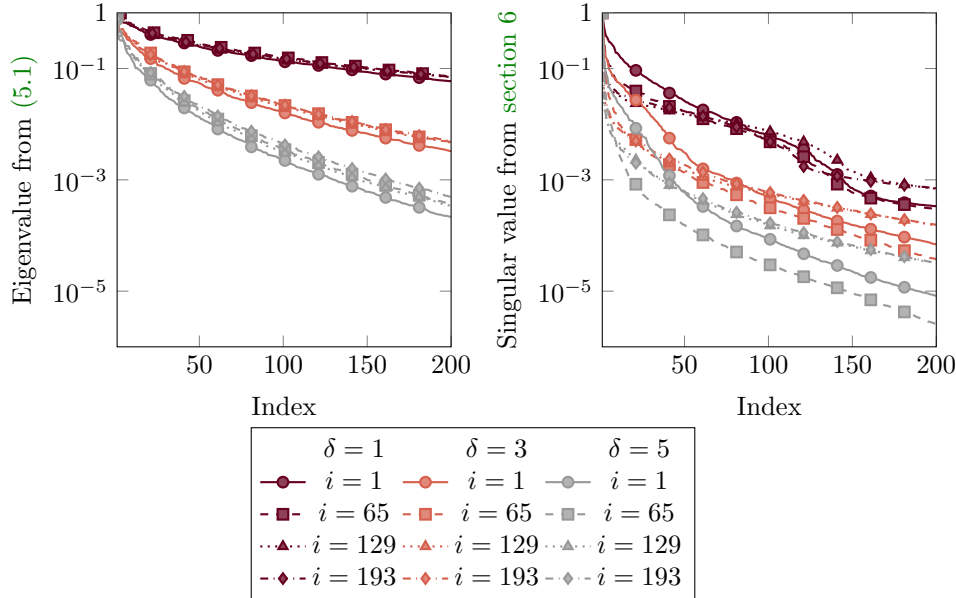 Eigenvalue from (5.1)
1
10⁻¹
10⁻³
10⁻⁵
50 100 150 200
Index
Singular value from section 6
1
10⁻¹
10⁻³
10⁻⁵
50 100 150 200
Index
δ = 1 δ = 3 δ = 5
i = 1 i = 1 i = 1
i = 65 i = 65 i = 65
i = 129 i = 129 i = 129
i = 193 i = 193 i = 193